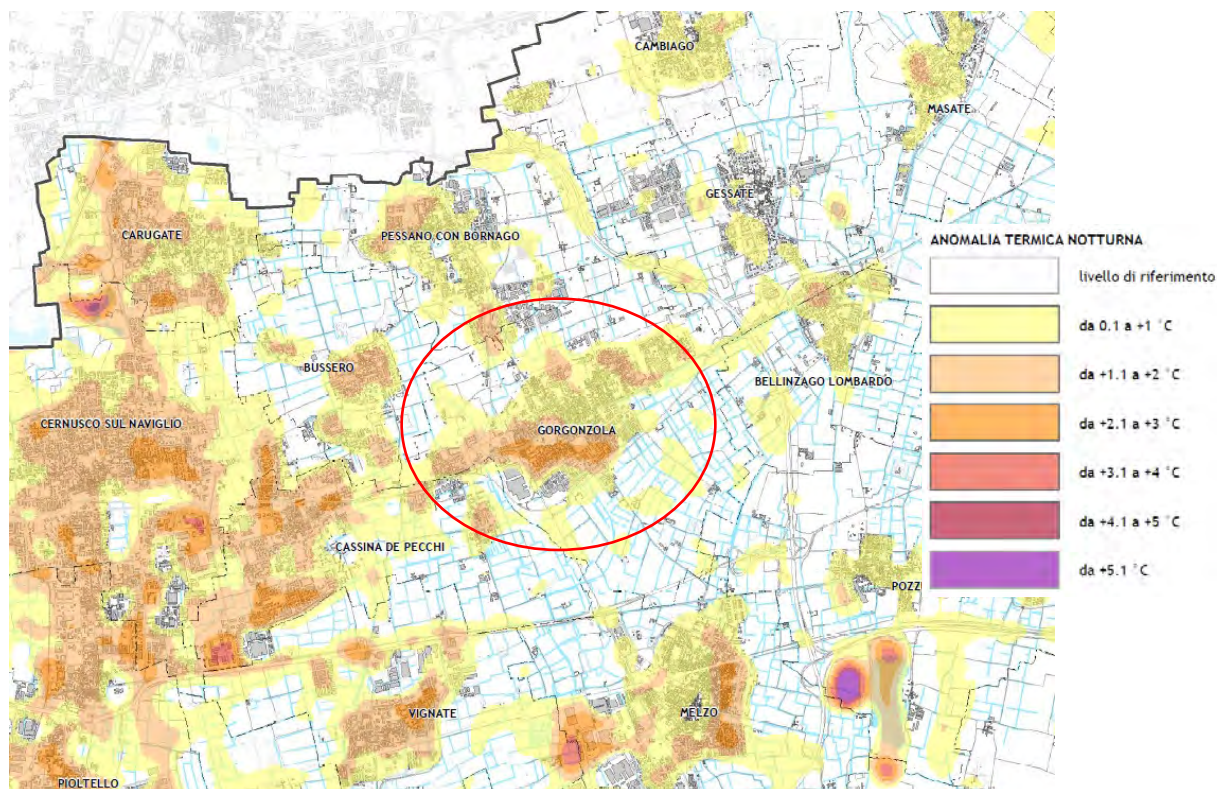 CAMBIAGO
MASATE
GESSATE
CARUGATE
PESSANO CON BORNAGO
ANOMALIA TERMICA NOTTURNA
livello di riferimento
da 0.1 a +1 °C
BUSSERO
da +1.1 a +2 °C
BELLINZAGO LOMBARDO
CERNUSCO SUL NAVIGLIO
GORGONZOLA
da +2.1 a +3 °C
da +3.1 a +4 °C
da +4.1 a +5 °C
CASSINA DE PECCHI
da +5.1 °C
POZZ
VIGNATE
MELZO
PIOLTELLO